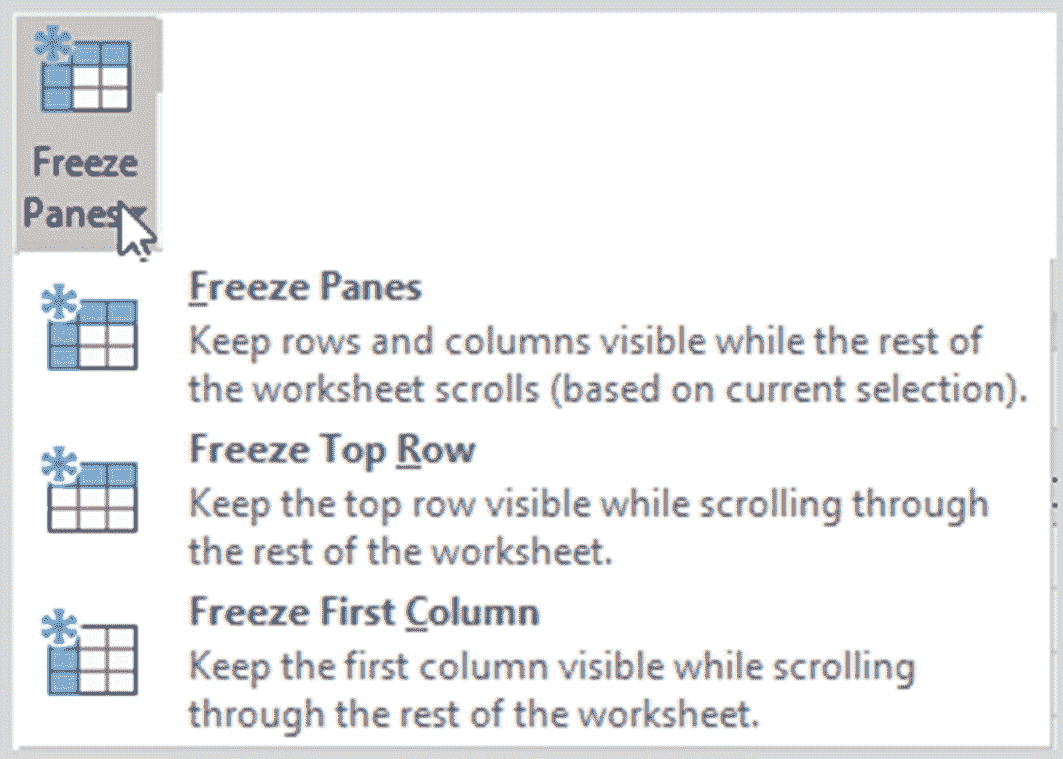 Freeze
Panes
Freeze Panes
Keep rows and columns visible while the rest of
the worksheet scrolls (based on current selection).
Freeze Top Row
Keep the top row visible while scrolling through
the rest of the worksheet.
Freeze First Column
Keep the first column visible while scrolling
through the rest of the worksheet.